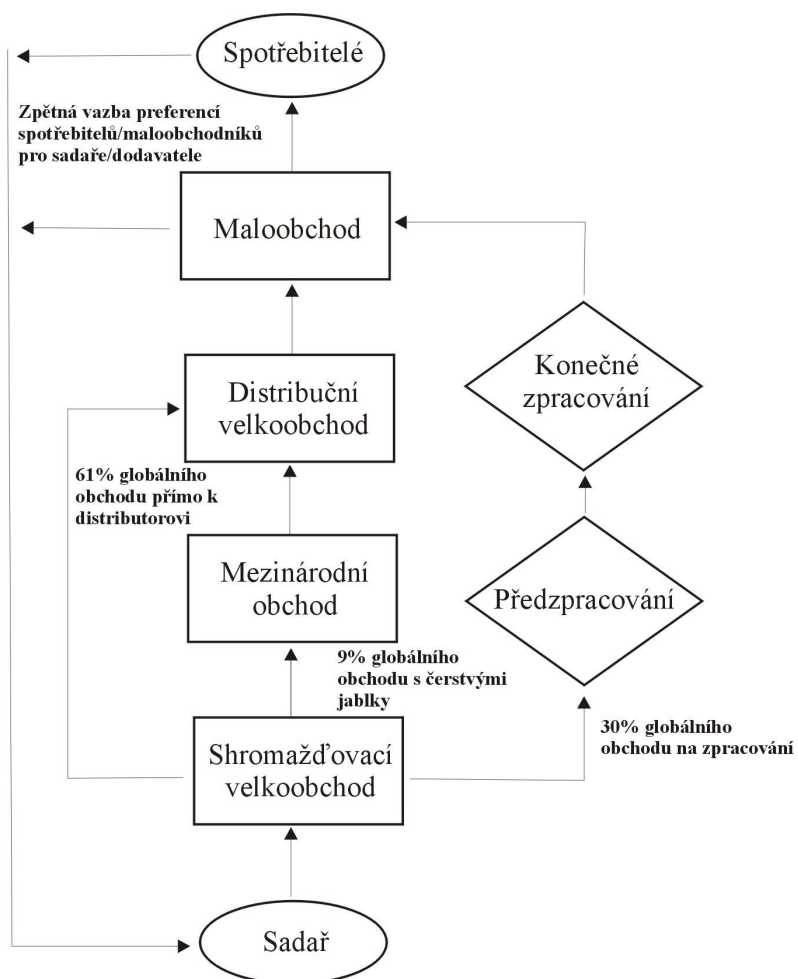 Spotřebitelé
Zpětná vazba preferencí
spotřebitelů/maloobchodníků
pro sadaře/dodavatele
Maloobchod
Konečné
zpracování
Distribuční
velkoobchod
61% globálního
obchodu přímo k
distributorovi
Mezinárodní
obchod
Předzpracování
9% globálního
obchodu s čerstvými
jablky
30% globálního
obchodu na zpracování
Shromažďovací
velkoobchod
Sadař